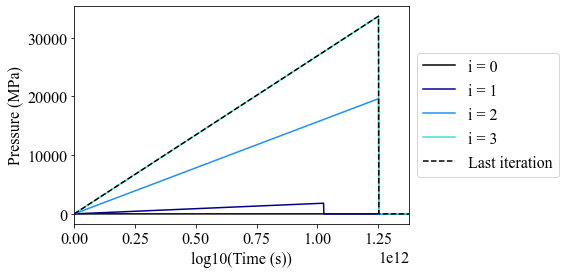 Pressure (MPa)
30000
20000
10000
0
0.00 0.25 0.50 0.75 1.00 1.25
1e12
log10(Time (s))
i = 0
i = 1
i = 2
i = 3
Last iteration